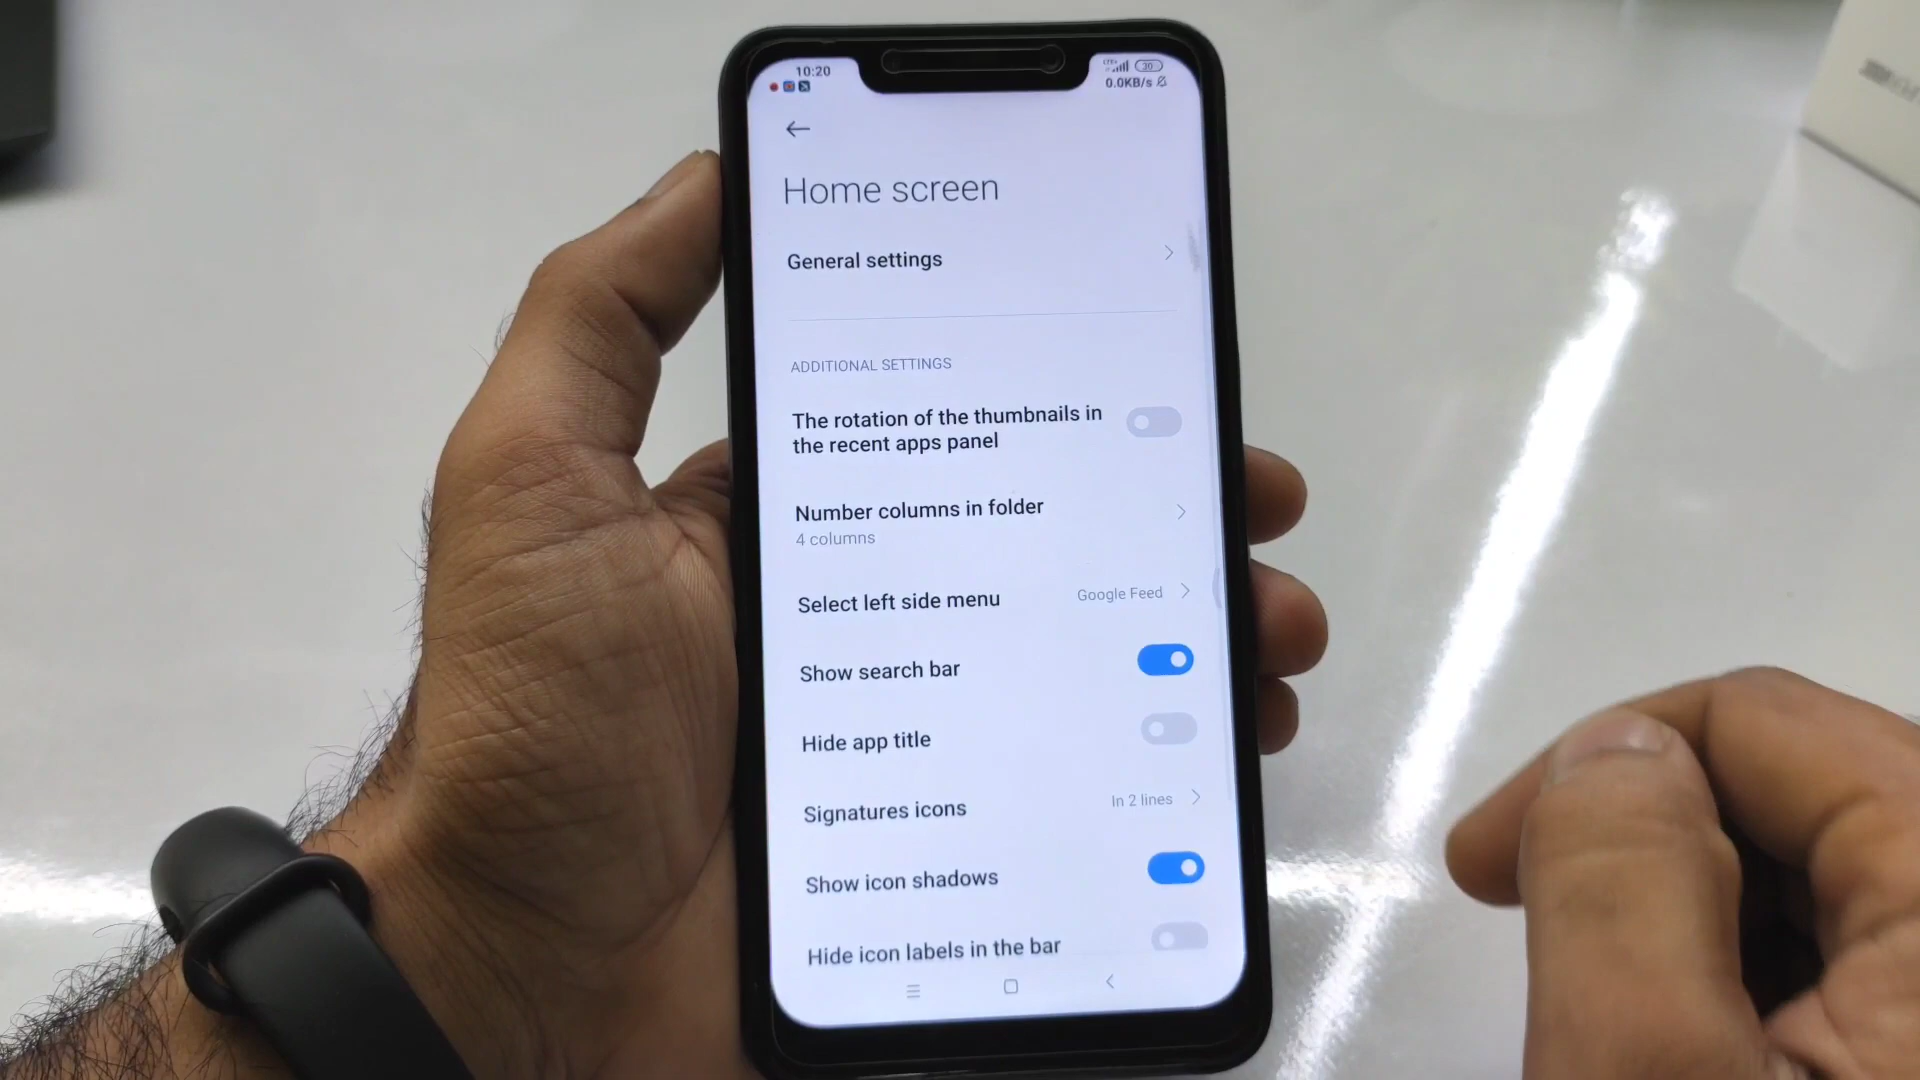 10:20
30
0.0KB/s
Home screen
General settings
ADDITIONAL SETTINGS
The rotation of the thumbnails in
the recent apps panel
Number columns in folder
4 columns
Select left side menu
Google Feed
Show search bar
Hide app title
Signatures icons
In 2 lines
Show icon shadows
Hide icon labels in the bar